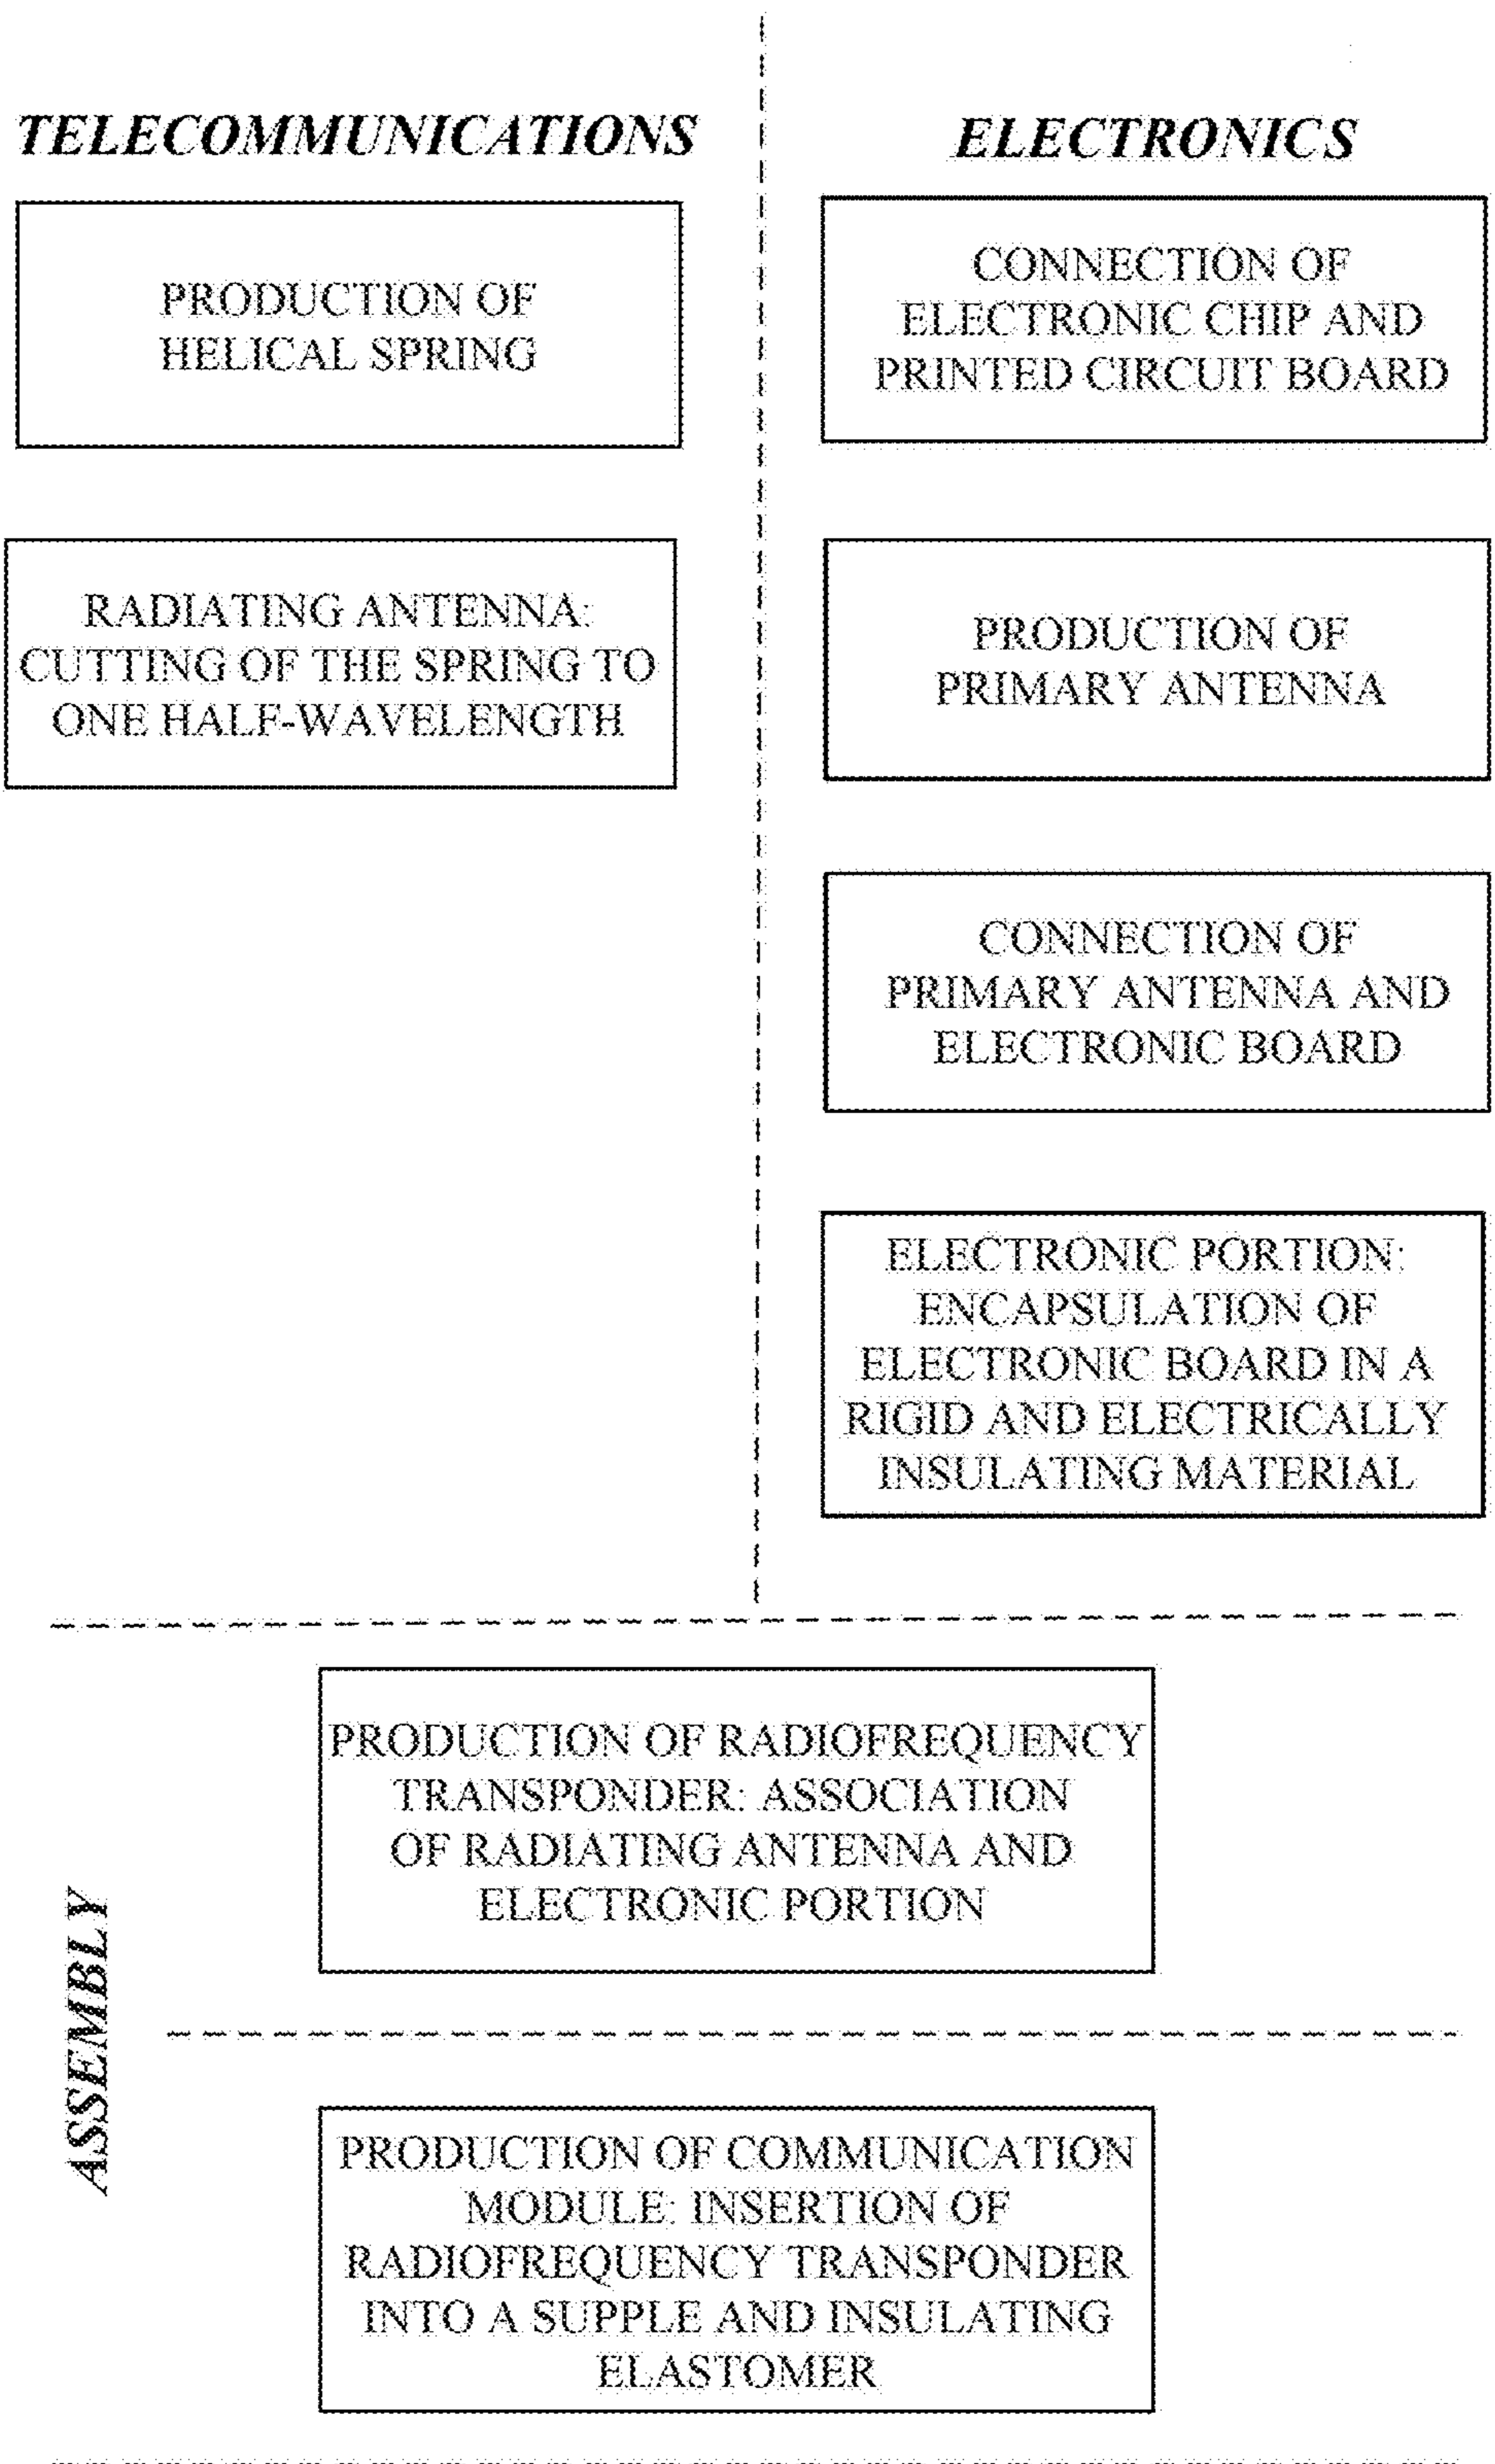 TELECOMMUNICATIONS
PRODUCTION OF
HELICAL SPRING
RADIATING ANTENNA:
CUTTING OF THE SPRING TO
ONE HALF-WAVELENGTH
ELECTRONICS
CONNECTION OF
ELECTRONIC CHIP AND
PRINTED CIRCUIT BOARD
PRODUCTION OF
PRIMARY ANTENNA
CONNECTION OF
PRIMARY ANTENNA AND
ELECTRONIC BOARD
ELECTRONIC PORTION:
ENCAPSULATION OF
ELECTRONIC BOARD IN A
RIGID AND ELECTRICALLY
INSULATING MATERIAL
ASSEMBLY
PRODUCTION OF RADIOFREQUENCY
TRANSPONDER: ASSOCIATION
OF RADIATING ANTENNA AND
ELECTRONIC PORTION
PRODUCTION OF COMMUNICATION
MODULE: INSERTION OF
RADIOFREQUENCY TRANSPONDER
INTO A SUPPLE AND INSULATING
ELASTOMER